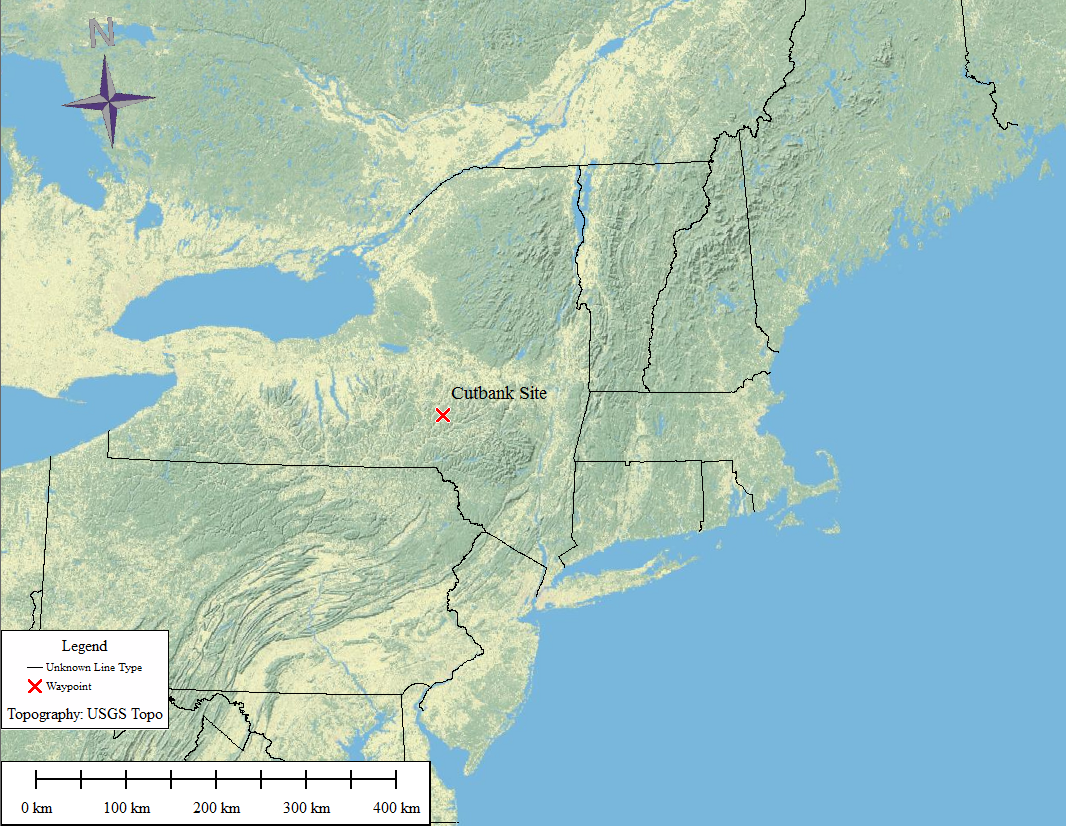 N
Cutbank Site
Legend
Unknown Line Type
Waypoint
Topography: USGS Topo
0 km 100 km 200 km 300 km 400 km